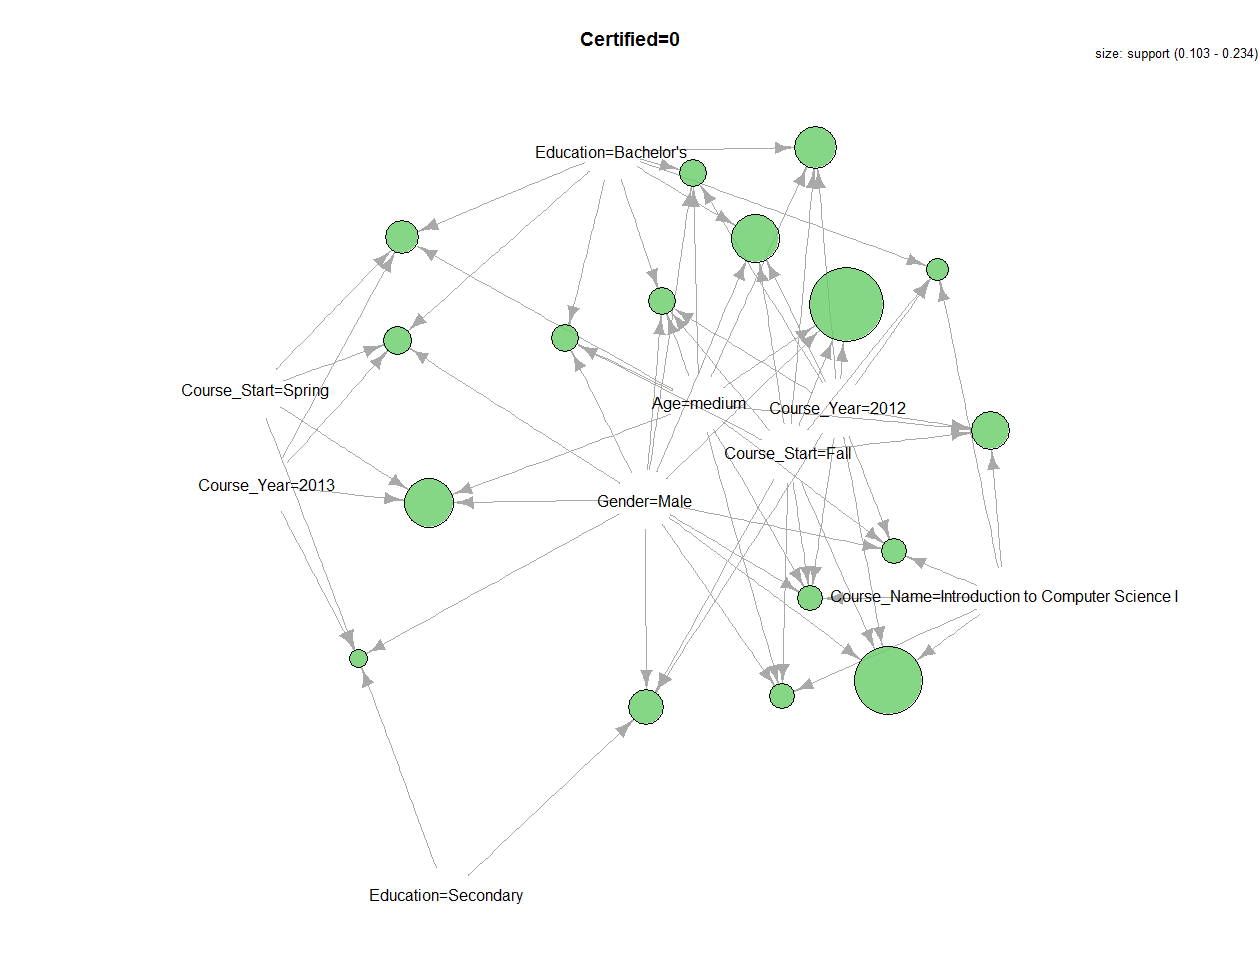 Certified=0
size: support (0.103 - 0.234)
Education=Bachelor's
Course_Start=Spring
Age=medium
Course_Year=2012
Course_Start=Fall
Course_Year=2013
Gender=Male
Course_Name=Introduction to Computer Science I
Education=Secondary